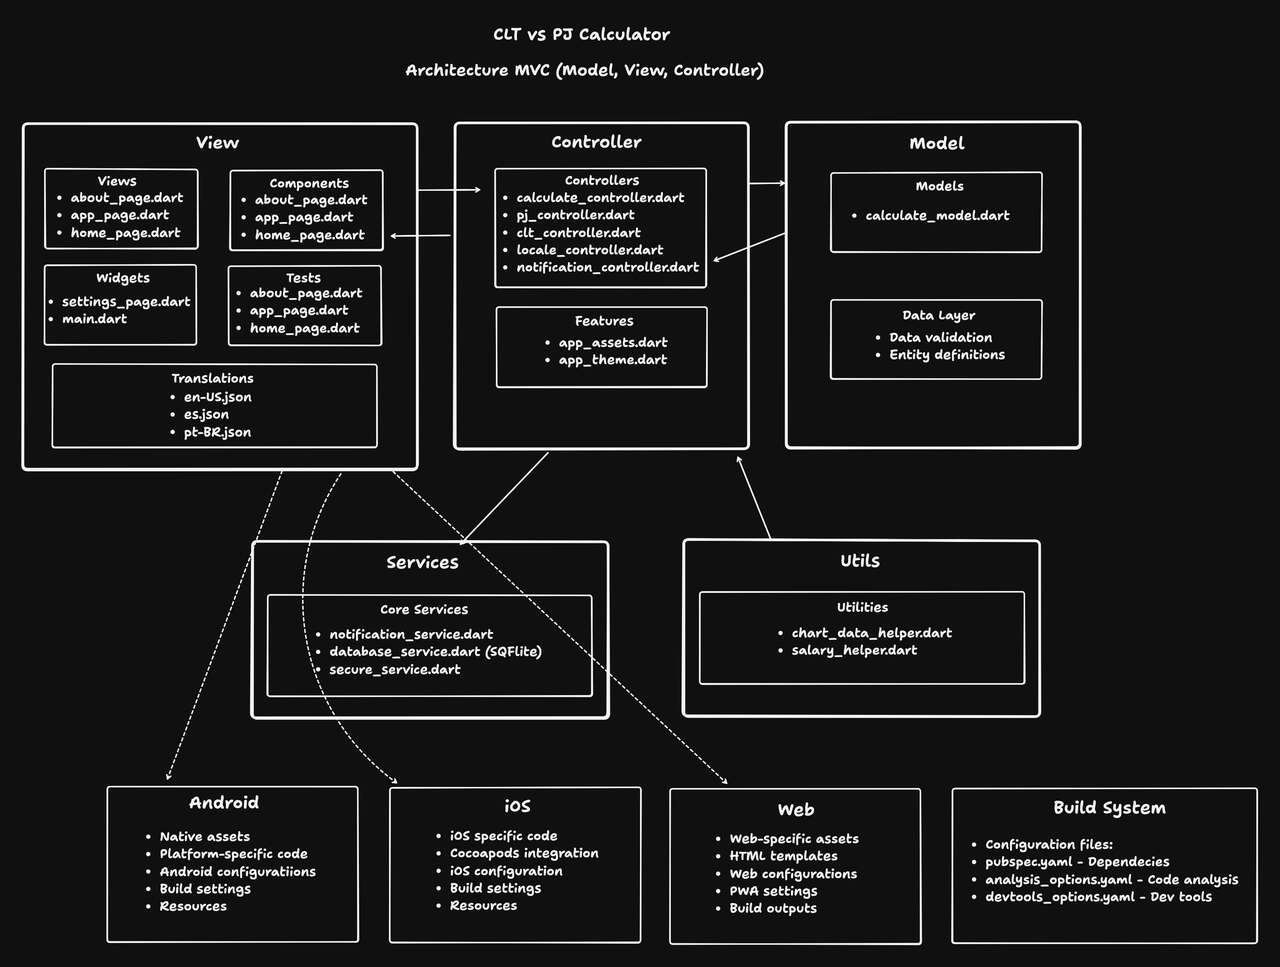 CLT vs PJ Calculator
Architecture MVC (Model, View, Controller)
View
Views
• about_page.dart
• app_page.dart
• home_page.dart
Components
• about_page.dart
• app_page.dart
• home_page.dart
Widgets
• settings_page.dart
• main.dart
Tests
• about_page.dart
• app_page.dart
• home_page.dart
Translations
• en-US.json
• es.json
• pt-BR.json
Controller
Controllers
• calculate_controller.dart
• pj_controller.dart
• clt_controller.dart
• locale_controller.dart
• notification_controller.dart
Features
• app_assets.dart
• app_theme.dart
Model
Models
• calculate_model.dart
Data Layer
• Data validation
• Entity definitions
Services
Core Services
• notification_service.dart
• database_service.dart (SQFlite)
• secure_service.dart
Utils
Utilities
• chart_data_helper.dart
• salary_helper.dart
Android
• Native assets
• Platform-specific code
• Android configuratiions
• Build settings
• Resources
iOS
• iOS specific code
• Cocoapods integration
• iOS configuration
• Build settings
• Resources
Web
• Web-specific assets
• HTML templates
• Web configurations
• PWA settings
• Build outputs
Build System
• Configuration files:
• pubspec.yaml - Dependecies
• analysis_options.yaml - Code analysis
• devtools_options.yaml - Dev tools